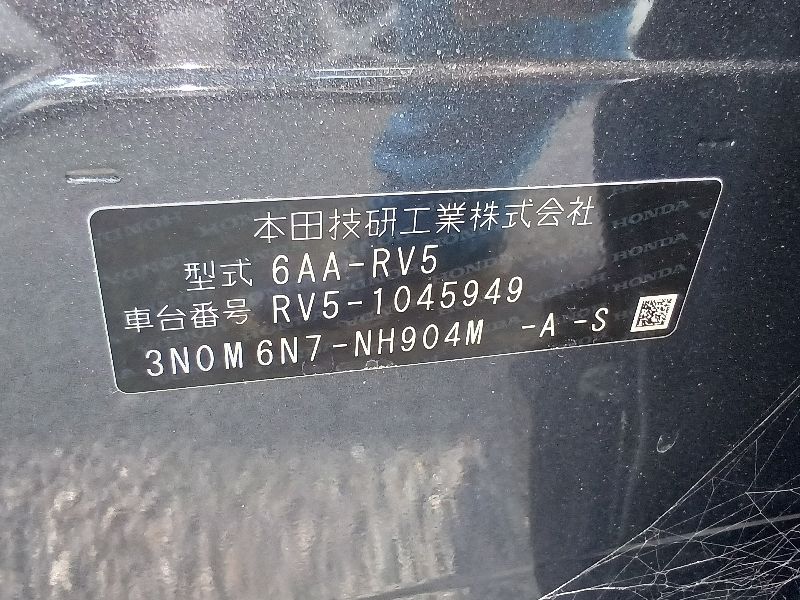 本田技研工業株式会社
型式 6AA-RV5
車台番号 RV5-1045949
3N0M6N7-NH904M -A-S